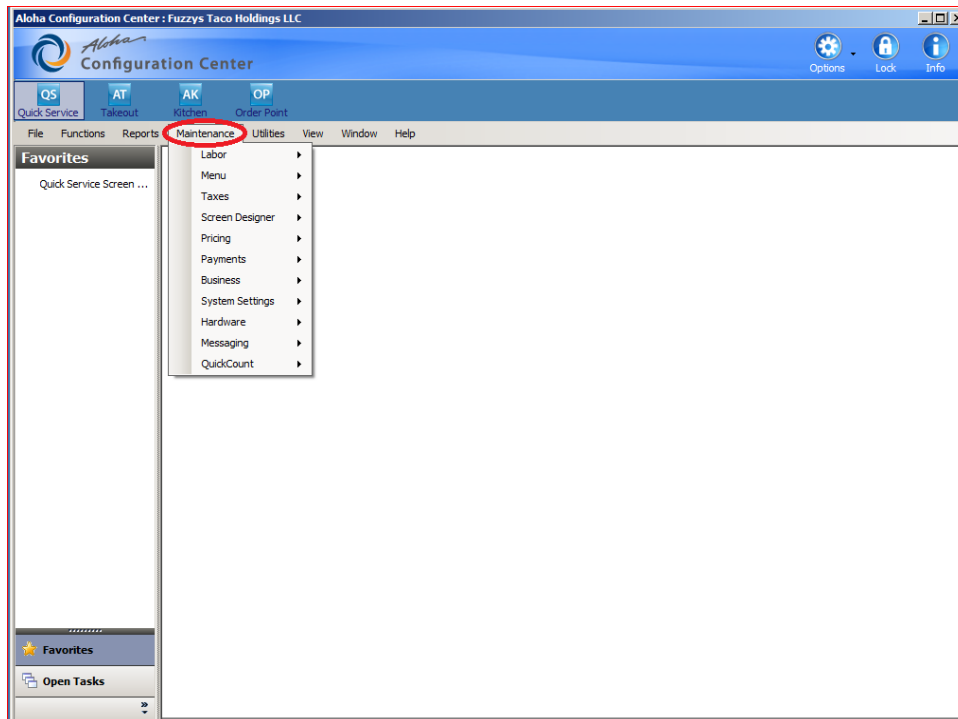 Aloha Configuration Center : Fuzzys Taco Holdings LLC
Aloha
Configuration Center
Options
Lock
Info
QS
AT
AK
OP
Quick Service
Takeout
Kitchen
Order Point
File Functions Reports Maintenance Utilities View Window Help
Favorites
Quick Service Screen ...
Labor
Menu
Taxes
Screen Designer
Pricing
Payments
Business
System Settings
Hardware
Messaging
QuickCount
Favorites
Open Tasks